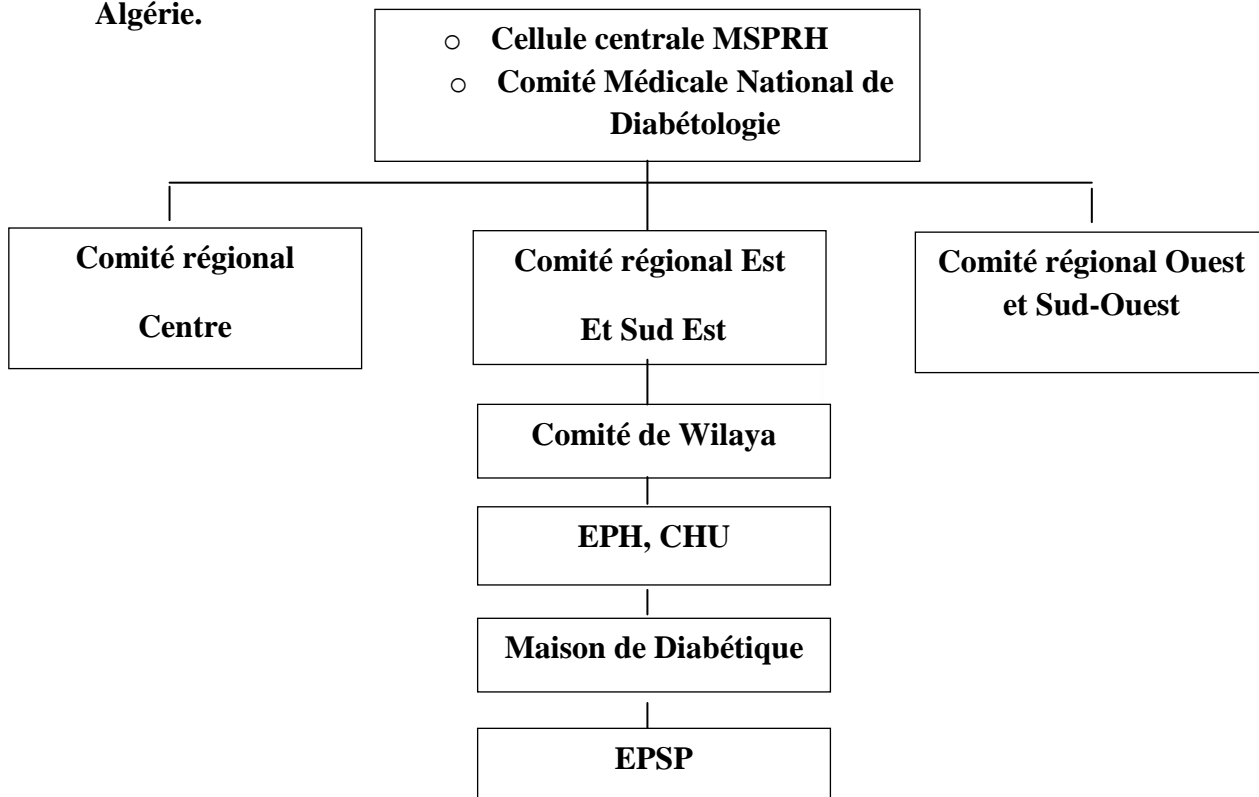 Algérie.
o Cellule centrale MSPRH
o Comité Médicale National de
Diabétologie
Comité régional
Centre
Comité régional Est
Et Sud Est
Comité régional Ouest
et Sud-Ouest
Comité de Wilaya
EPH, CHU
Maison de Diabétique
EPSP